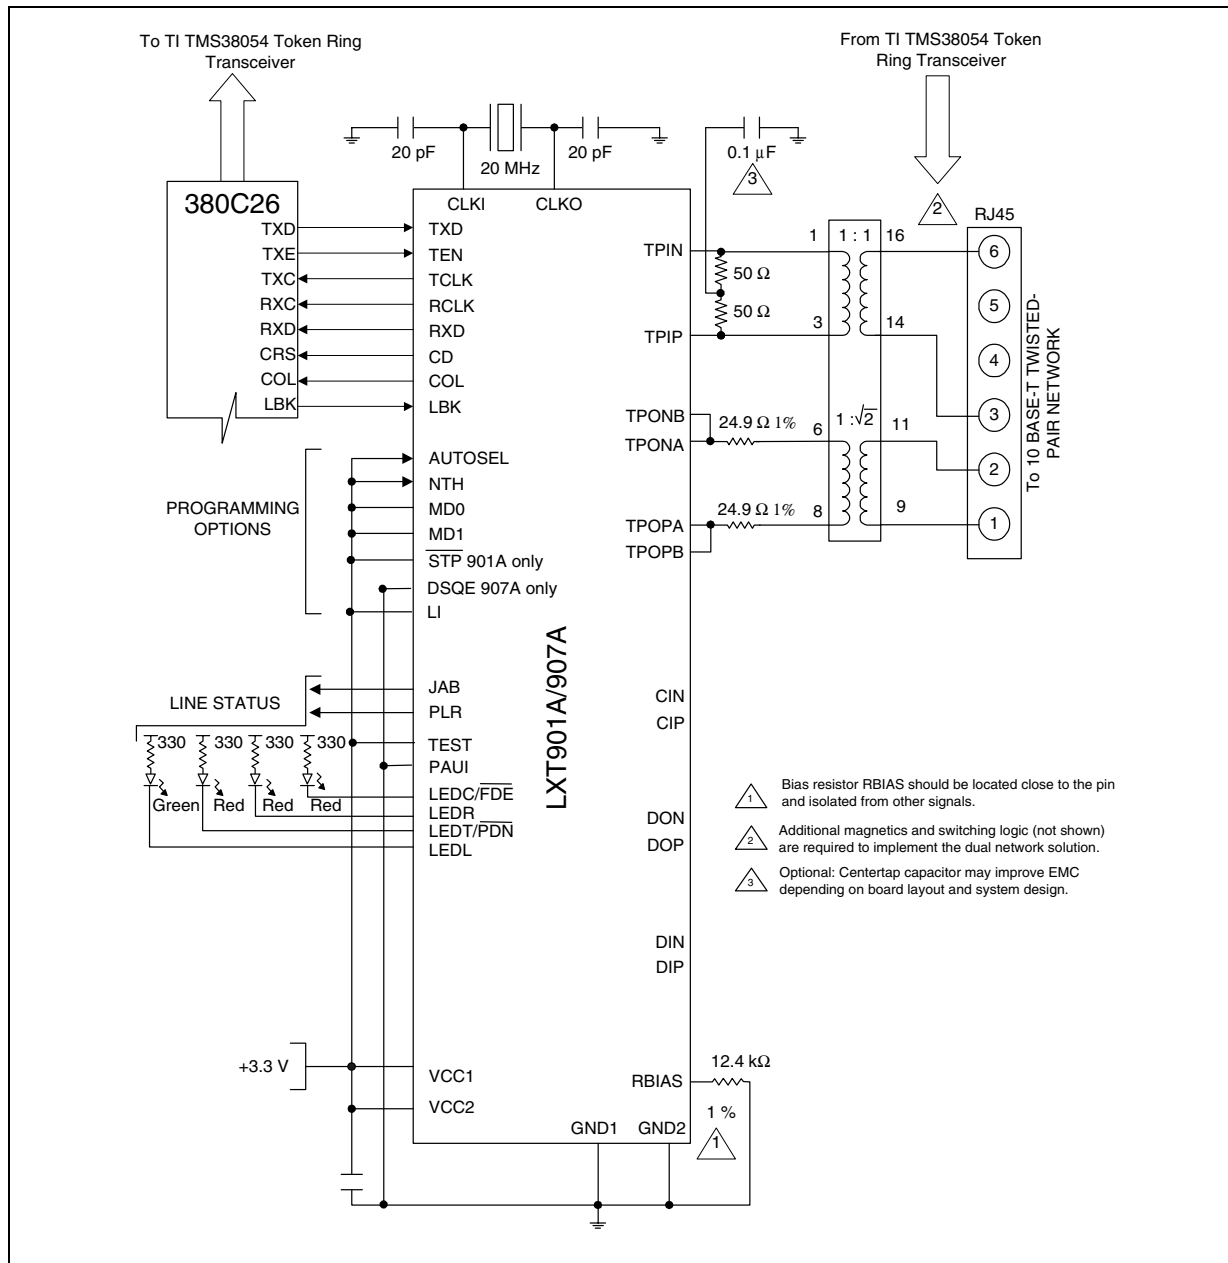 To TI TMS38054 Token Ring
Transceiver
From TI TMS38054 Token
Ring Transceiver
20 pF
20 MHz
20 pF
0.1 μF
3
2
RJ45
380C26
TXD
TXE
TXC
RXC
RXD
CRS
COL
LBK
CLKI
CLKO
TXD
TEN
TCLK
RCLK
RXD
CD
COL
LBK
PROGRAMMING
OPTIONS
AUTOSEL
NTH
MD0
MD1
STP 901A only
DSQE 907A only
LI
LINE STATUS
JAB
PLR
330
330
330
330
Green
Red
Red
Red
TEST
PAUI
LEDC/FDE
LEDR
LEDT/PDN
LEDL
+3.3 V
VCC1
VCC2
LXT901A/907A
GND1
GND2
TPIN
TPIP
TPONB
TPONA
TPOPA
TPOPB
CIN
CIP
DON
DOP
DIN
DIP
RBIAS
12.4 kΩ
1 %
1
50 Ω
50 Ω
24.9 Ω 1%
24.9 Ω 1%
1
1 : 1
16
3
14
6
1 :√2
11
8
9
6
5
4
3
2
1
To 10 BASE-T TWISTED-
PAIR NETWORK
1
Bias resistor RBIAS should be located close to the pin
and isolated from other signals.
2
Additional magnetics and switching logic (not shown)
are required to implement the dual network solution.
3
Optional: Centertap capacitor may improve EMC
depending on board layout and system design.